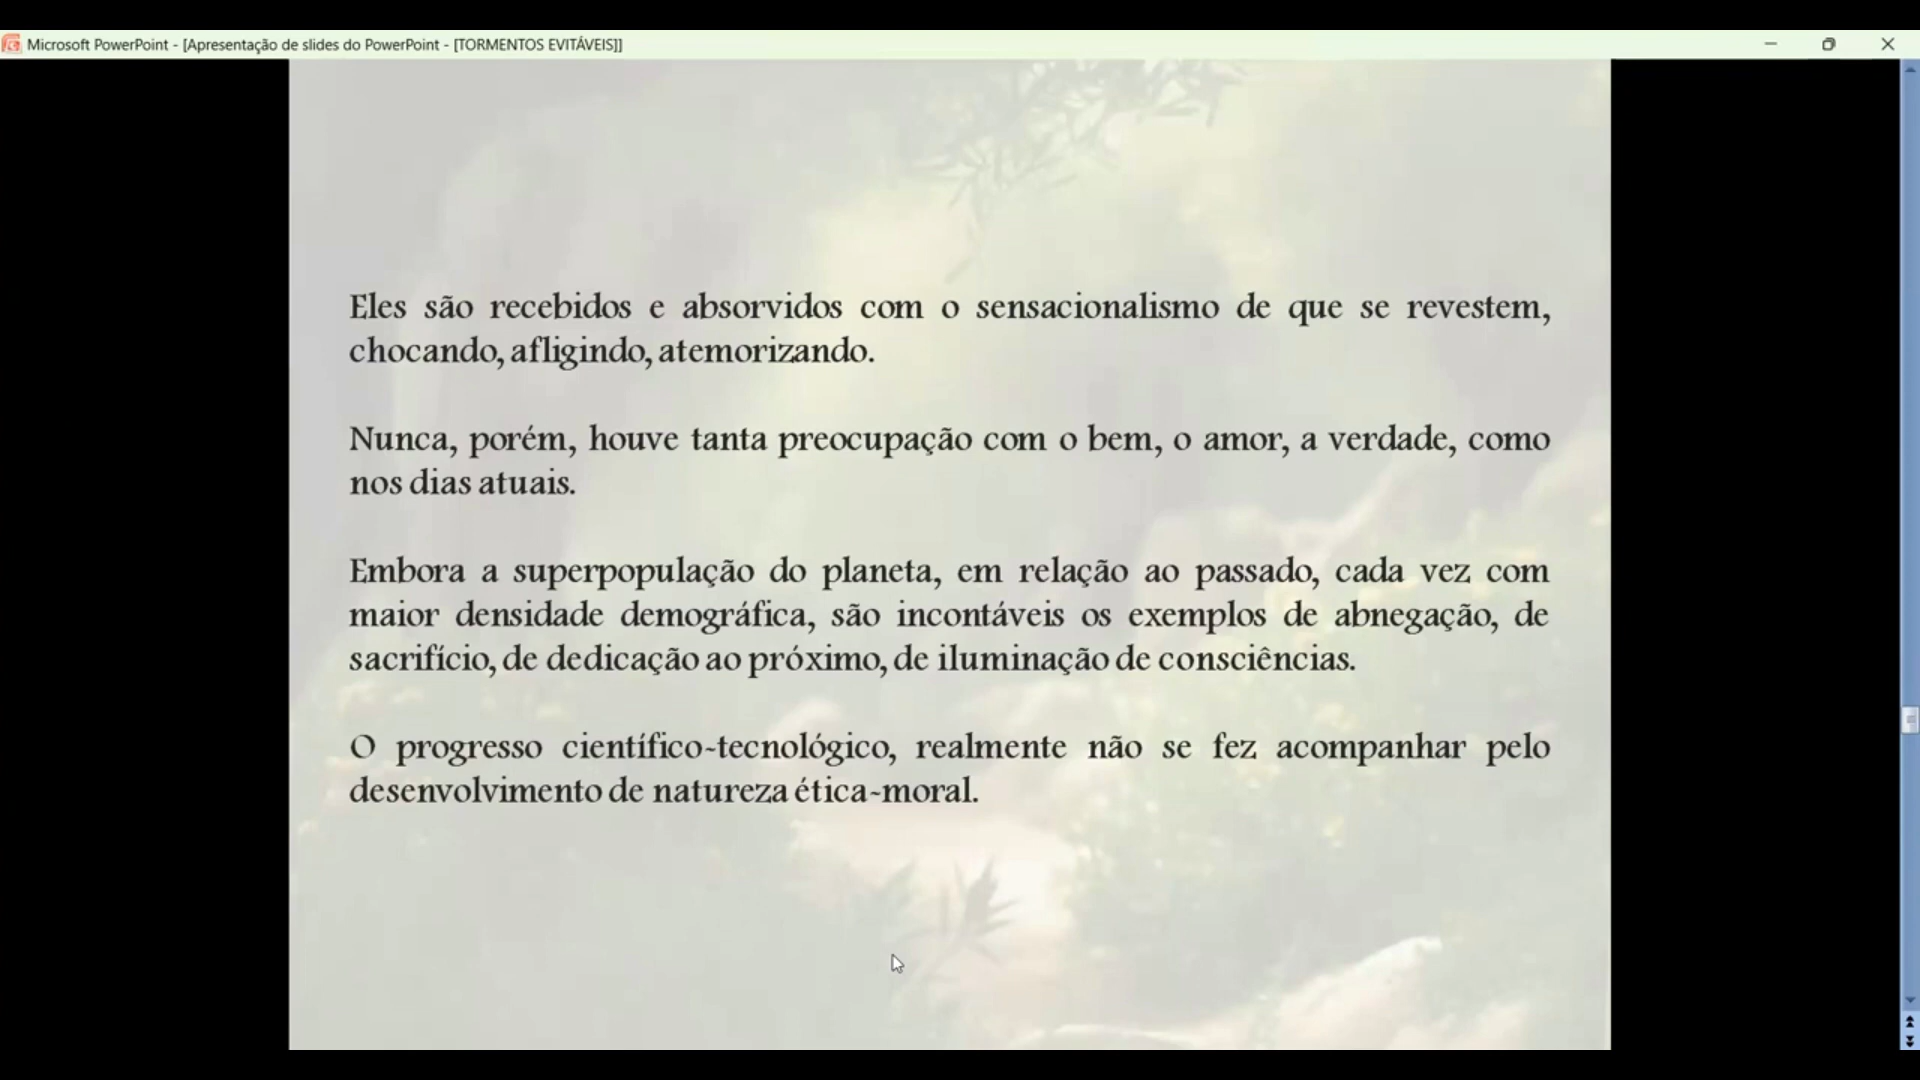 Microsoft PowerPoint - [Apresentação de slides do PowerPoint - [TORMENTOS EVITÁVEIS]]
Eles são recebidos e absorvidos com o sensacionalismo de que se revestem,
chocando, afligindo, atemorizando.
Nunca, porém, houve tanta preocupação com o bem, o amor, a verdade, como
nos dias atuais.
Embora a superpopulação do planeta, em relação ao passado, cada vez com
maior densidade demográfica, são incontáveis os exemplos de abnegação, de
sacrifício, de dedicação ao próximo, de iluminação de consciências.
O progresso científico-tecnológico, realmente não se fez acompanhar pelo
desenvolvimento de natureza ética-moral.